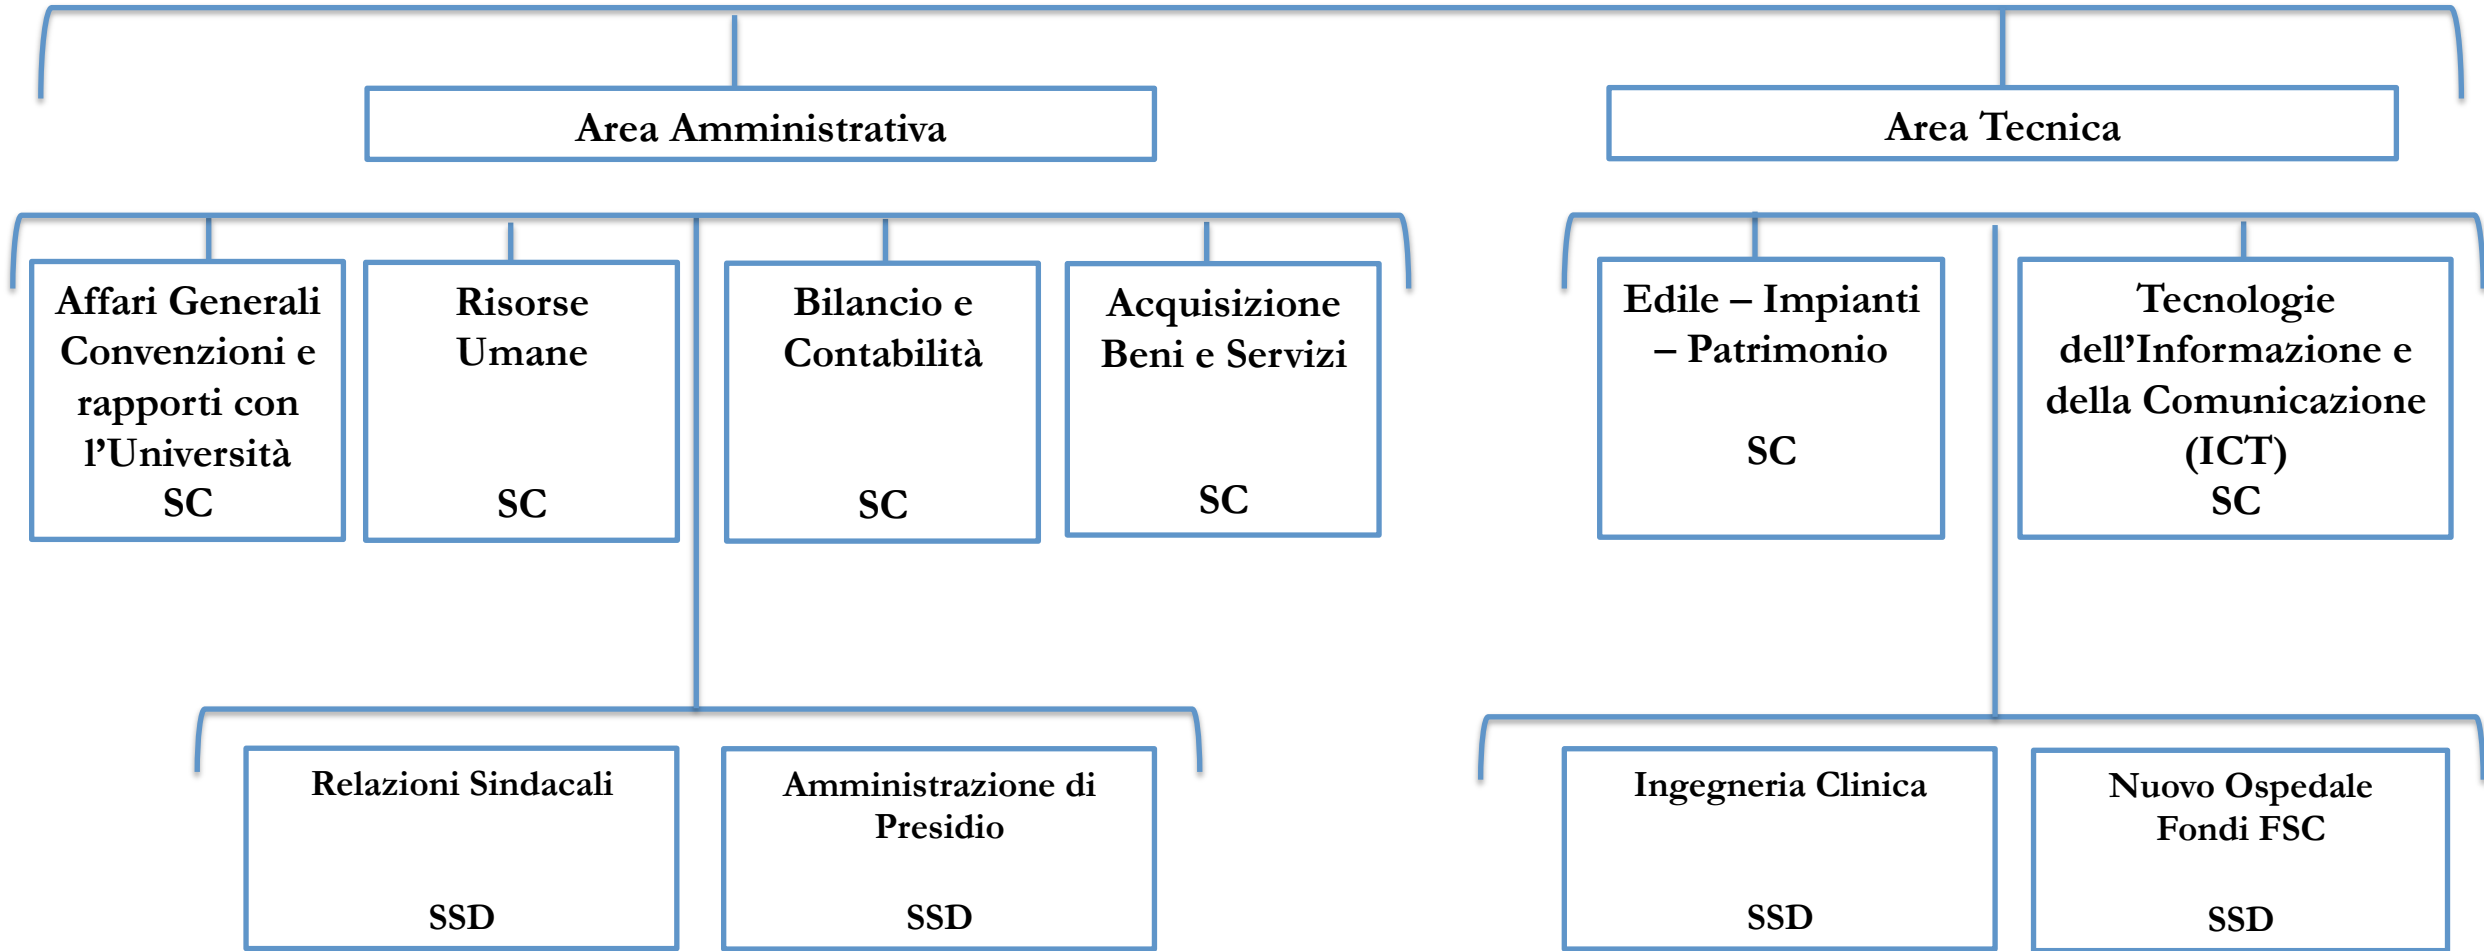 Area Amministrativa
Area Tecnica
Affari Generali
Convenzioni e
rapporti con
l’Università
SC
Risorse
Umane
SC
Bilancio e
Contabilità
SC
Acquisizione
Beni e Servizi
SC
Edile – Impianti
– Patrimonio
SC
Tecnologie
dell’Informazione e
della Comunicazione
(ICT)
SC
Relazioni Sindacali
SSD
Amministrazione di
Presidio
SSD
Ingegneria Clinica
SSD
Nuovo Ospedale
Fondi FSC
SSD